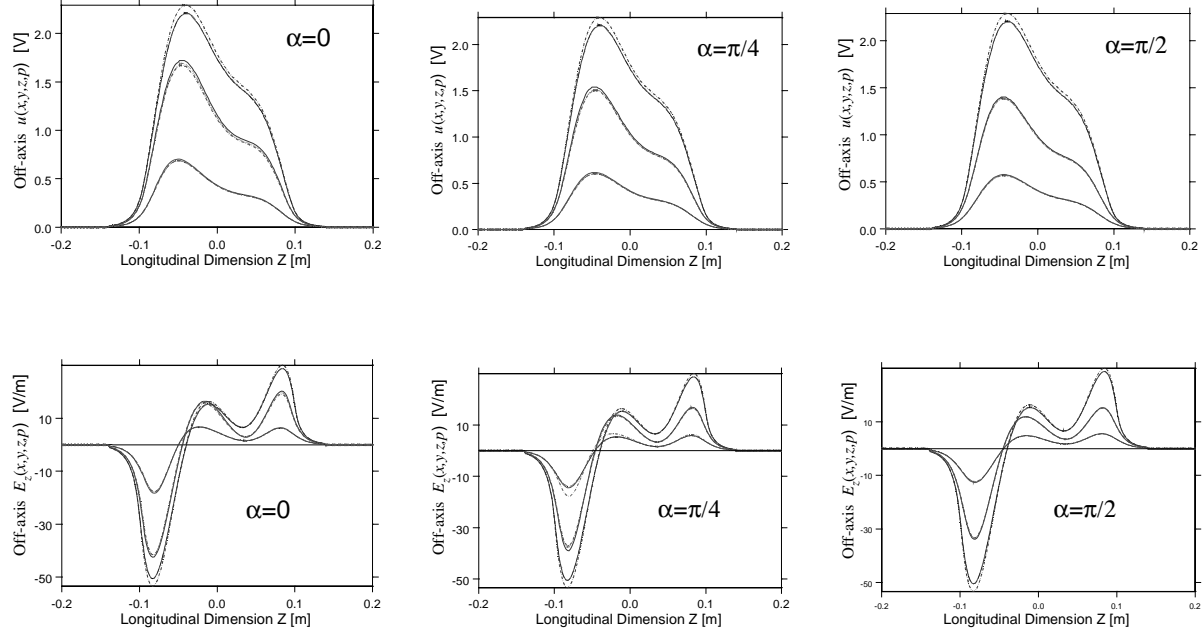 Off-axis u(x,y,z,p) [V]
2.0
1.5
1.0
0.5
0.0
α=0
-0.2 -0.1 0.0 0.1 0.2
Longitudinal Dimension Z [m]
Off-axis u(x,y,z,p) [V]
2.0
1.5
1.0
0.5
0.0
α=π/4
-0.2 -0.1 0.0 0.1 0.2
Longitudinal Dimension Z [m]
Off-axis u(x,y,z,p) [V]
2.0
1.5
1.0
0.5
0.0
α=π/2
-0.2 -0.1 0.0 0.1 0.2
Longitudinal Dimension Z [m]
Off-axis Ez(x,y,z,p) [V/m]
10
-10
-30
-50
α=0
-0.2 -0.1 0.0 0.1 0.2
Longitudinal Dimension Z [m]
Off-axis Ez(x,y,z,p) [V/m]
10
-10
-30
-50
α=π/4
-0.2 -0.1 0.0 0.1 0.2
Longitudinal Dimension Z [m]
Off-axis Ez(x,y,z,p) [V/m]
10
-10
-30
-50
α=π/2
-0.2 -0.1 0.0 0.1 0.2
Longitudinal Dimension Z [m]